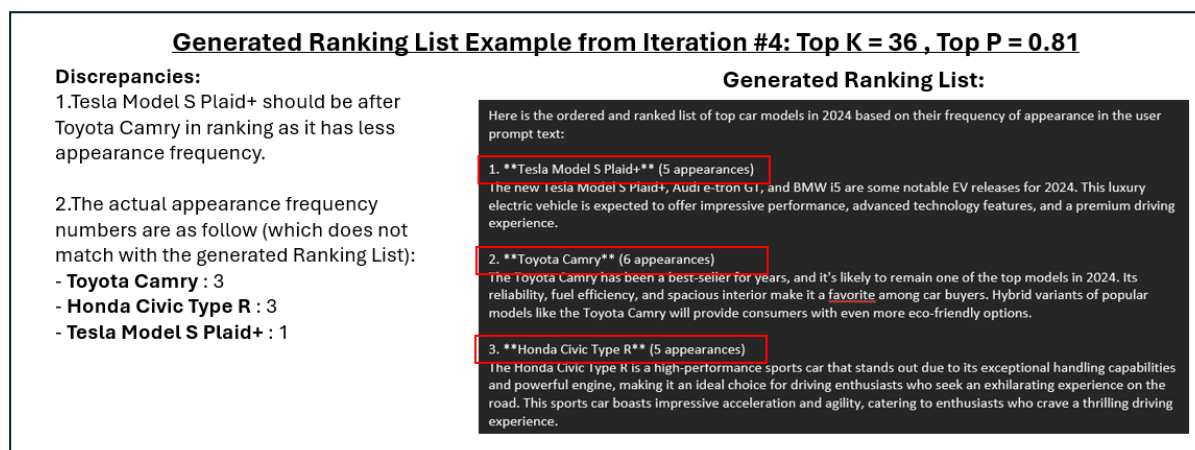 Generated Ranking List Example from Iteration #4: Top K = 36 , Top P = 0.81
Discrepancies:
1.Tesla Model S Plaid+ should be after
Toyota Camry in ranking as it has less
appearance frequency.
2.The actual appearance frequency
numbers are as follow (which does not
match with the generated Ranking List):
- Toyota Camry : 3
- Honda Civic Type R : 3
- Tesla Model S Plaid+ : 1
Generated Ranking List:
Here is the ordered and ranked list of top car models in 2024 based on their frequency of appearance in the user
prompt text:
1. **Tesla Model S Plaid+** (5 appearances)
The new Tesla Model S Plaid+, Audi e-tron GT, and BMW i5 are some notable EV releases for 2024. This luxury
electric vehicle is expected to offer impressive performance, advanced technology features, and a premium driving
experience.
2. **Toyota Camry** (6 appearances)
The Toyota Camry has been a best-seller for years, and it's likely to remain one of the top models in 2024. Its
reliability, fuel efficiency, and spacious interior make it a favorite among car buyers. Hybrid variants of popular
models like the Toyota Camry will provide consumers with even more eco-friendly options.
3. **Honda Civic Type R** (5 appearances)
The Honda Civic Type R is a high-performance sports car that stands out due to its exceptional handling capabilities
and powerful engine, making it an ideal choice for driving enthusiasts who seek an exhilarating experience on the
road. This sports car boasts impressive acceleration and agility, catering to enthusiasts who crave a thrilling driving
experience.